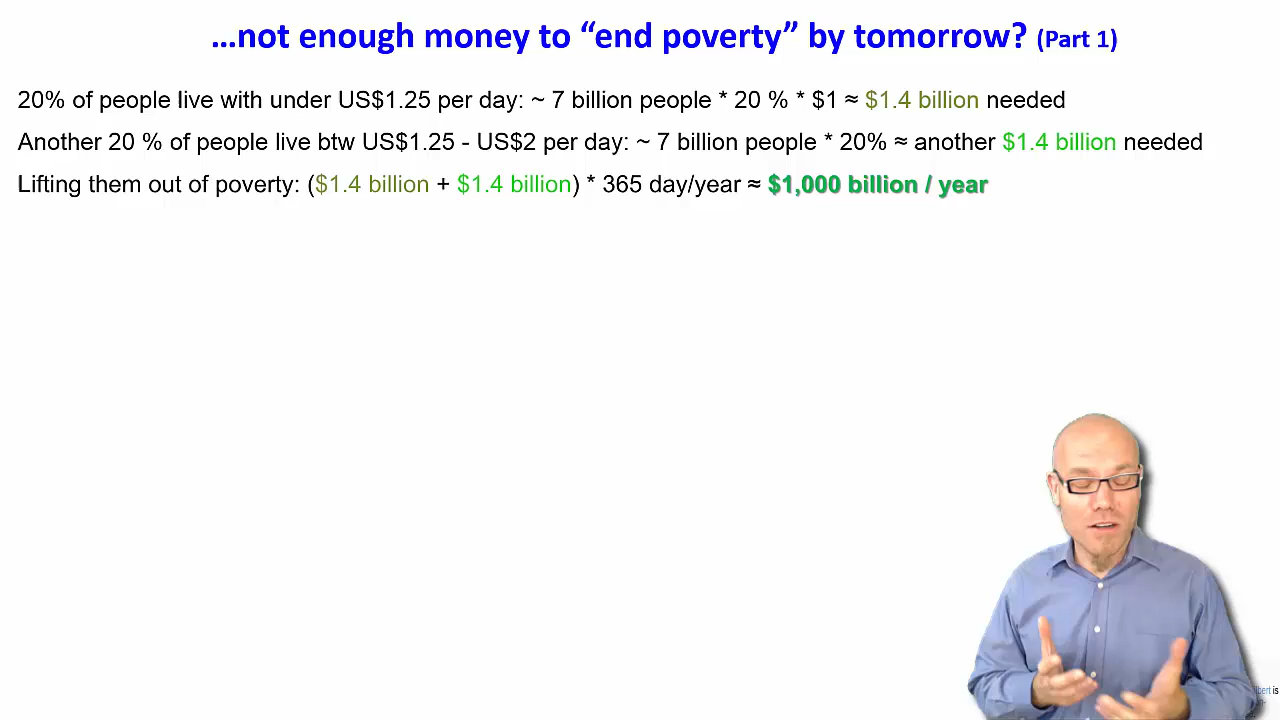 ...not enough money to “end poverty” by tomorrow? (Part 1)
20% of people live with under US$1.25 per day: ~ 7 billion people * 20 % * $1 ≈ $1.4 billion needed
Another 20 % of people live btw US$1.25 - US$2 per day: ~ 7 billion people * 20% ≈ another $1.4 billion needed
Lifting them out of poverty: ($1.4 billion + $1.4 billion) * 365 day/year ≈ $1,000 billion / year
is